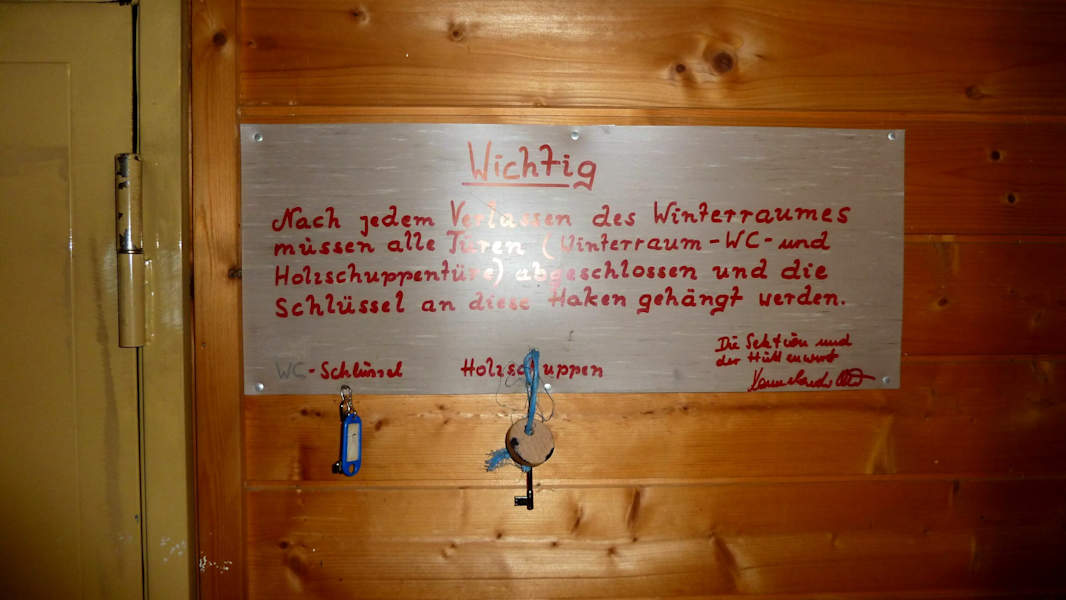 Wichtig
Nach jedem Verlassen des Winterraumes
müssen alle Türen (Winterraum-WC-und
Holzschuppentüre) abgeschlossen und die
Schlüssel an diese Haken gehängt werden.
Die Sektion und
der Hüttenwart
WC-Schlüssel
Holzschuppen